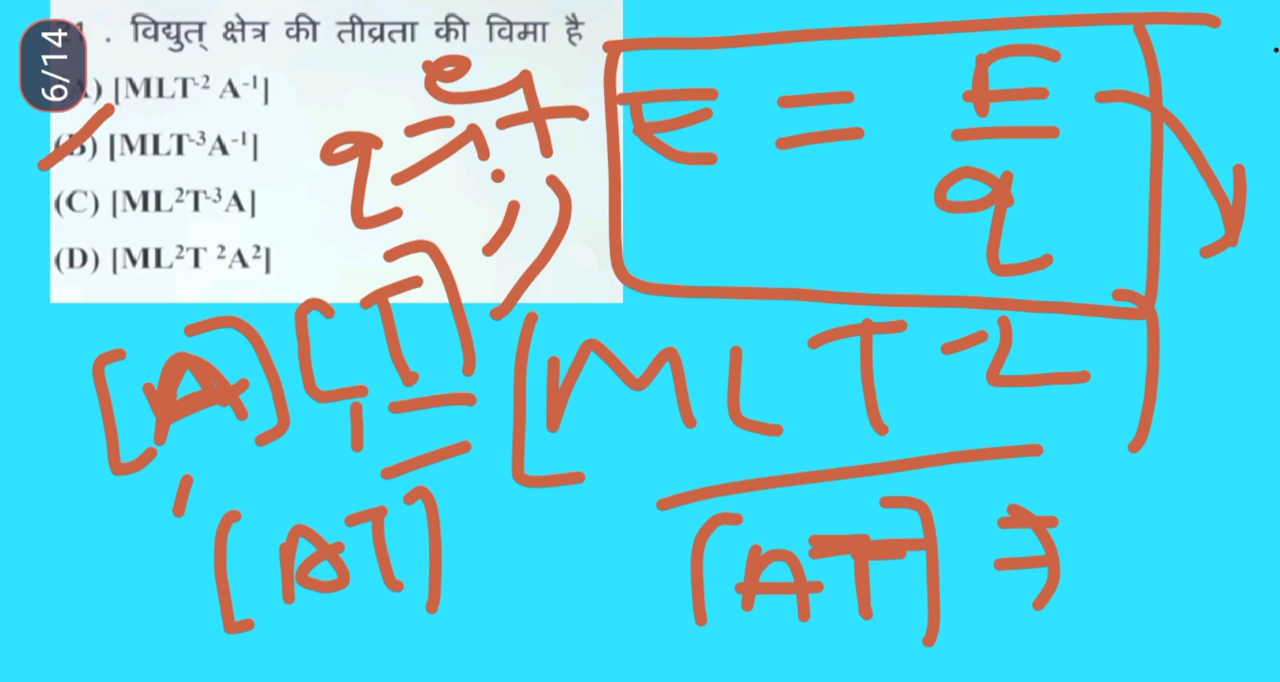 6/14
. विद्युत् क्षेत्र की तीव्रता की विमा है
) [MLT-² A-¹]
(B) [MLT-³A-¹]
(C) [ML²T-³A]
(D) [ML²T ²A²]
E = F
q
q =
[A] [T]
[MLT-2]
[AT]
[AT] ⇒